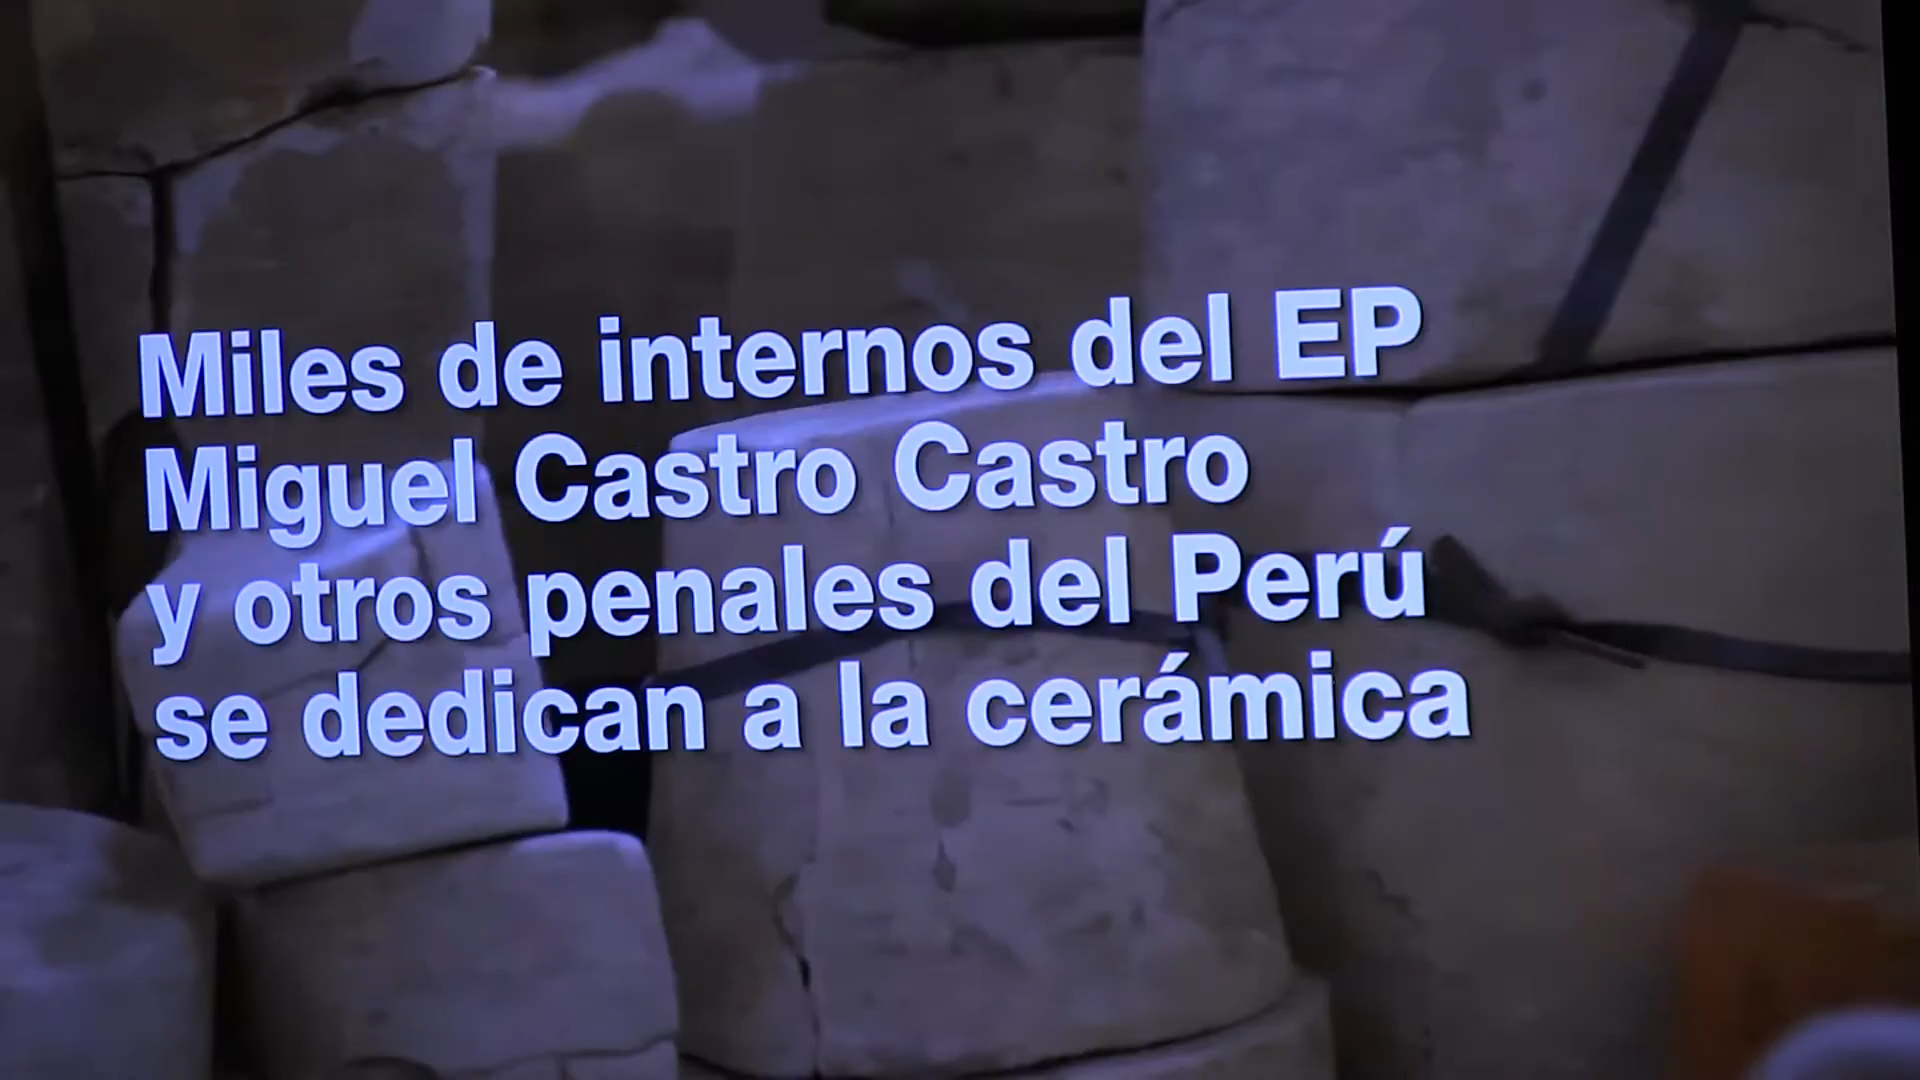 Miles de internos del EP
Miguel Castro Castro
y otros penales del Perú
se dedican a la cerámica